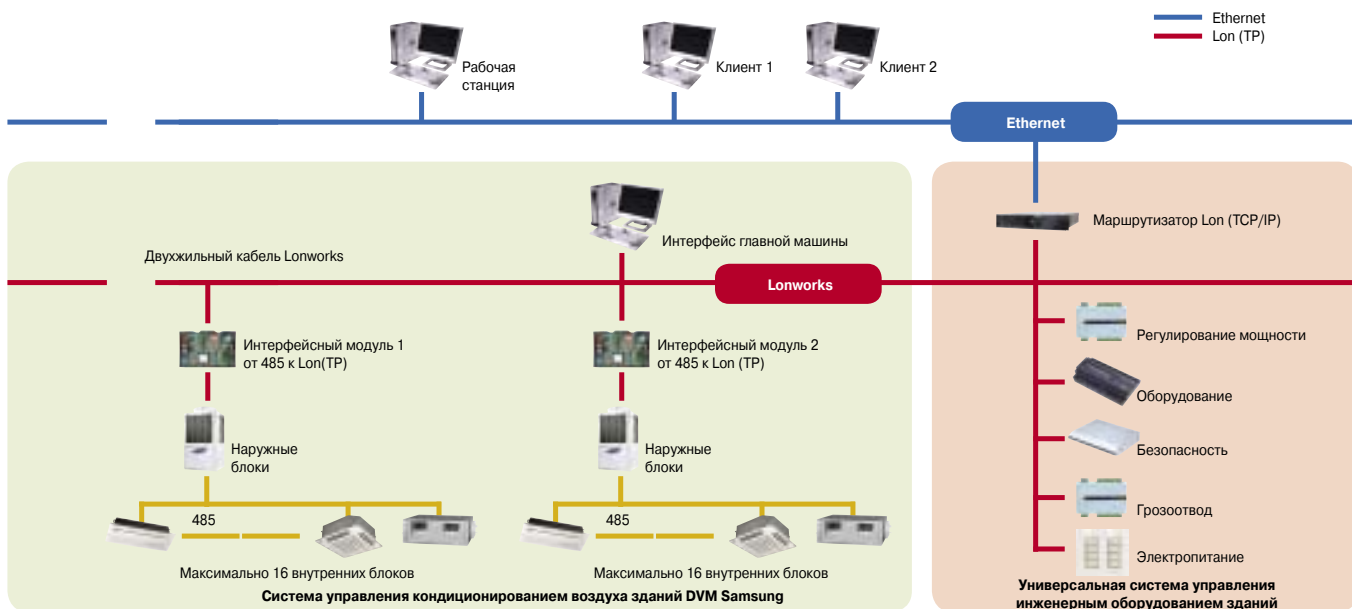 Ethernet
Lon (TP)
Рабочая
станция
Клиент 1
Клиент 2
Ethernet
Маршрутизатор Lon (TCP/IP)
Интерфейс главной машины
Двухжильный кабель Lonworks
Lonworks
Интерфейсный модуль 1
от 485 к Lon(TP)
Интерфейсный модуль 2
от 485 к Lon (TP)
Регулирование мощности
Оборудование
Наружные
блоки
Наружные
блоки
Безопасность
Грозоотвод
485
485
Электропитание
Максимально 16 внутренних блоков
Максимально 16 внутренних блоков
Система управления кондиционированием воздуха зданий DVM Samsung
Универсальная система управления
инженерным оборудованием зданий